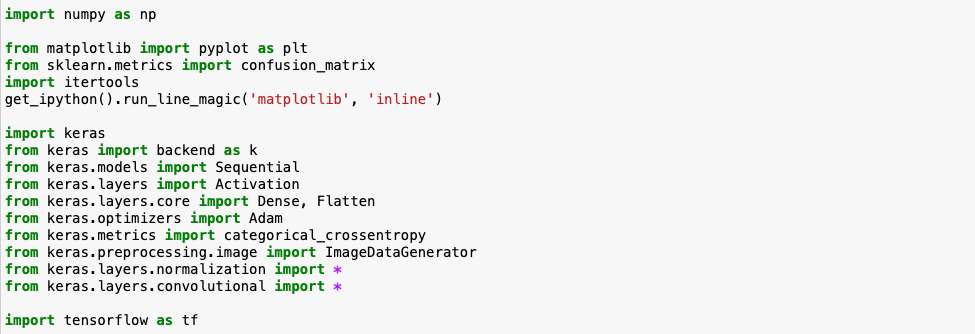 import numpy as np
from matplotlib import pyplot as plt
from sklearn.metrics import confusion_matrix
import itertools
get_ipython().run_line_magic('matplotlib', 'inline')
import keras
from keras import backend as k
from keras.models import Sequential
from keras.layers import Activation
from keras.layers.core import Dense, Flatten
from keras.optimizers import Adam
from keras.metrics import categorical_crossentropy
from keras.preprocessing.image import ImageDataGenerator
from keras.layers.normalization import *
from keras.layers.convolutional import *
import tensorflow as tf